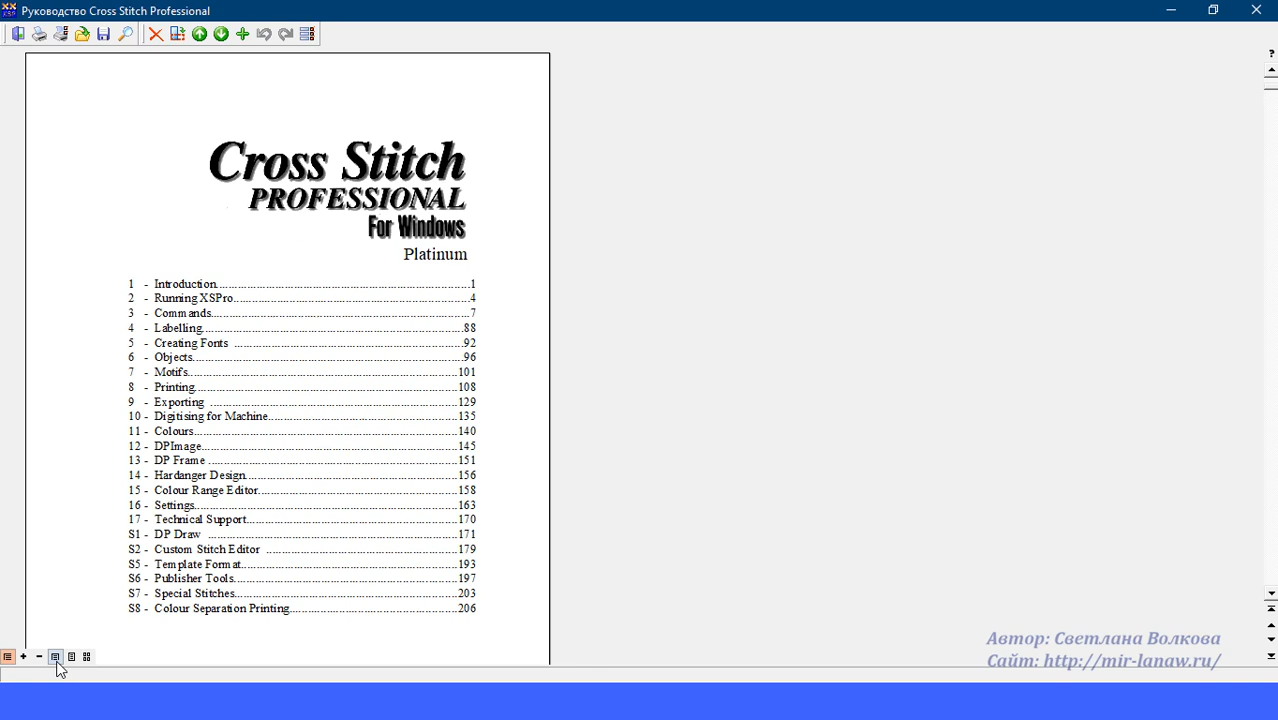 Руководство Cross Stitch Professional
Cross Stitch
PROFESSIONAL
For Windows
Platinum
1 - Introduction..........1
2 - Running XSPro..........4
3 - Commands..........7
4 - Labelling..........88
5 - Creating Fonts ..........92
6 - Objects..........96
7 - Motifs..........101
8 - Printing..........108
9 - Exporting ..........129
10 - Digitising for Machine..........135
11 - Colours..........140
12 - DPImage..........145
13 - DP Frame ..........151
14 - Hardanger Design..........156
15 - Colour Range Editor..........158
16 - Settings..........163
17 - Technical Support..........170
S1 - DP Draw ..........171
S2 - Custom Stitch Editor ..........179
S5 - Template Format..........193
S6 - Publisher Tools..........197
S7 - Special Stitches..........203
S8 - Colour Separation Printing..........206
Автор: Светлана Волкова
Сайт: http://mir-lanaw.ru/